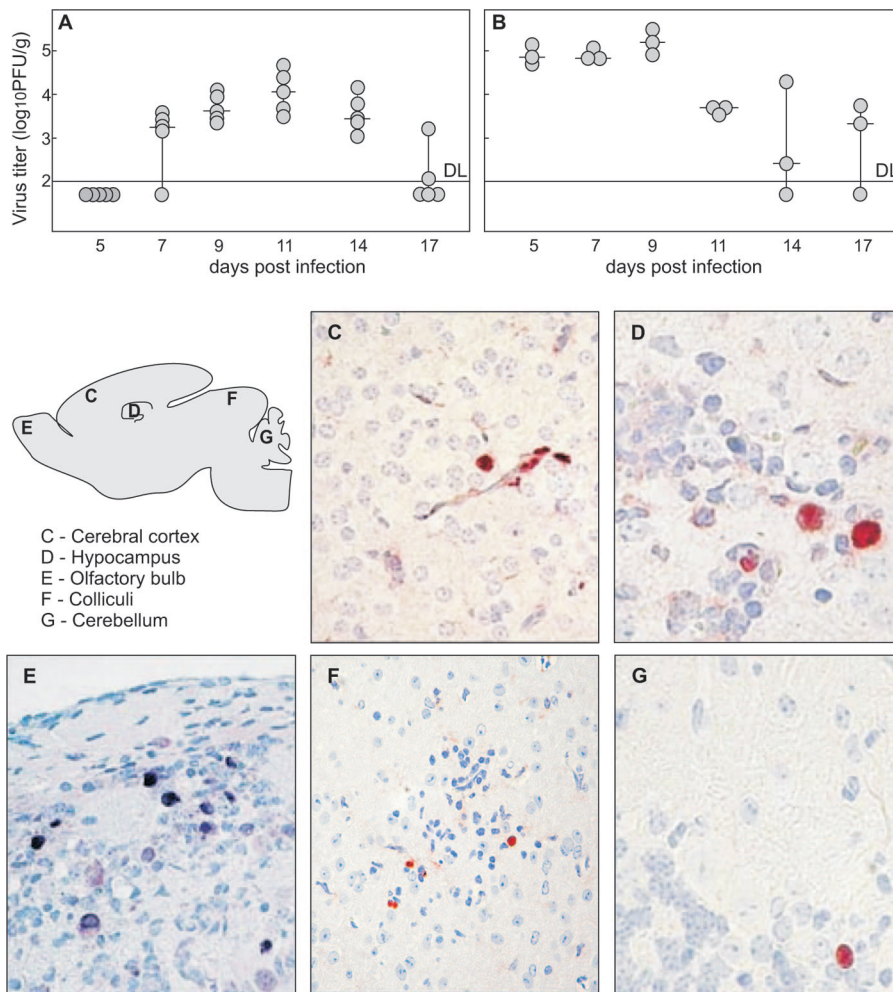 A
B
Virus titer (log10PFU/g)
5
4
3
2
DL
DL
5 7 9 11 14 17
5 7 9 11 14 17
days post infection
days post infection
C
D
C
F
D
E
G
C - Cerebral cortex
D - Hypocampus
E - Olfactory bulb
F - Colliculi
G - Cerebellum
E
F
G